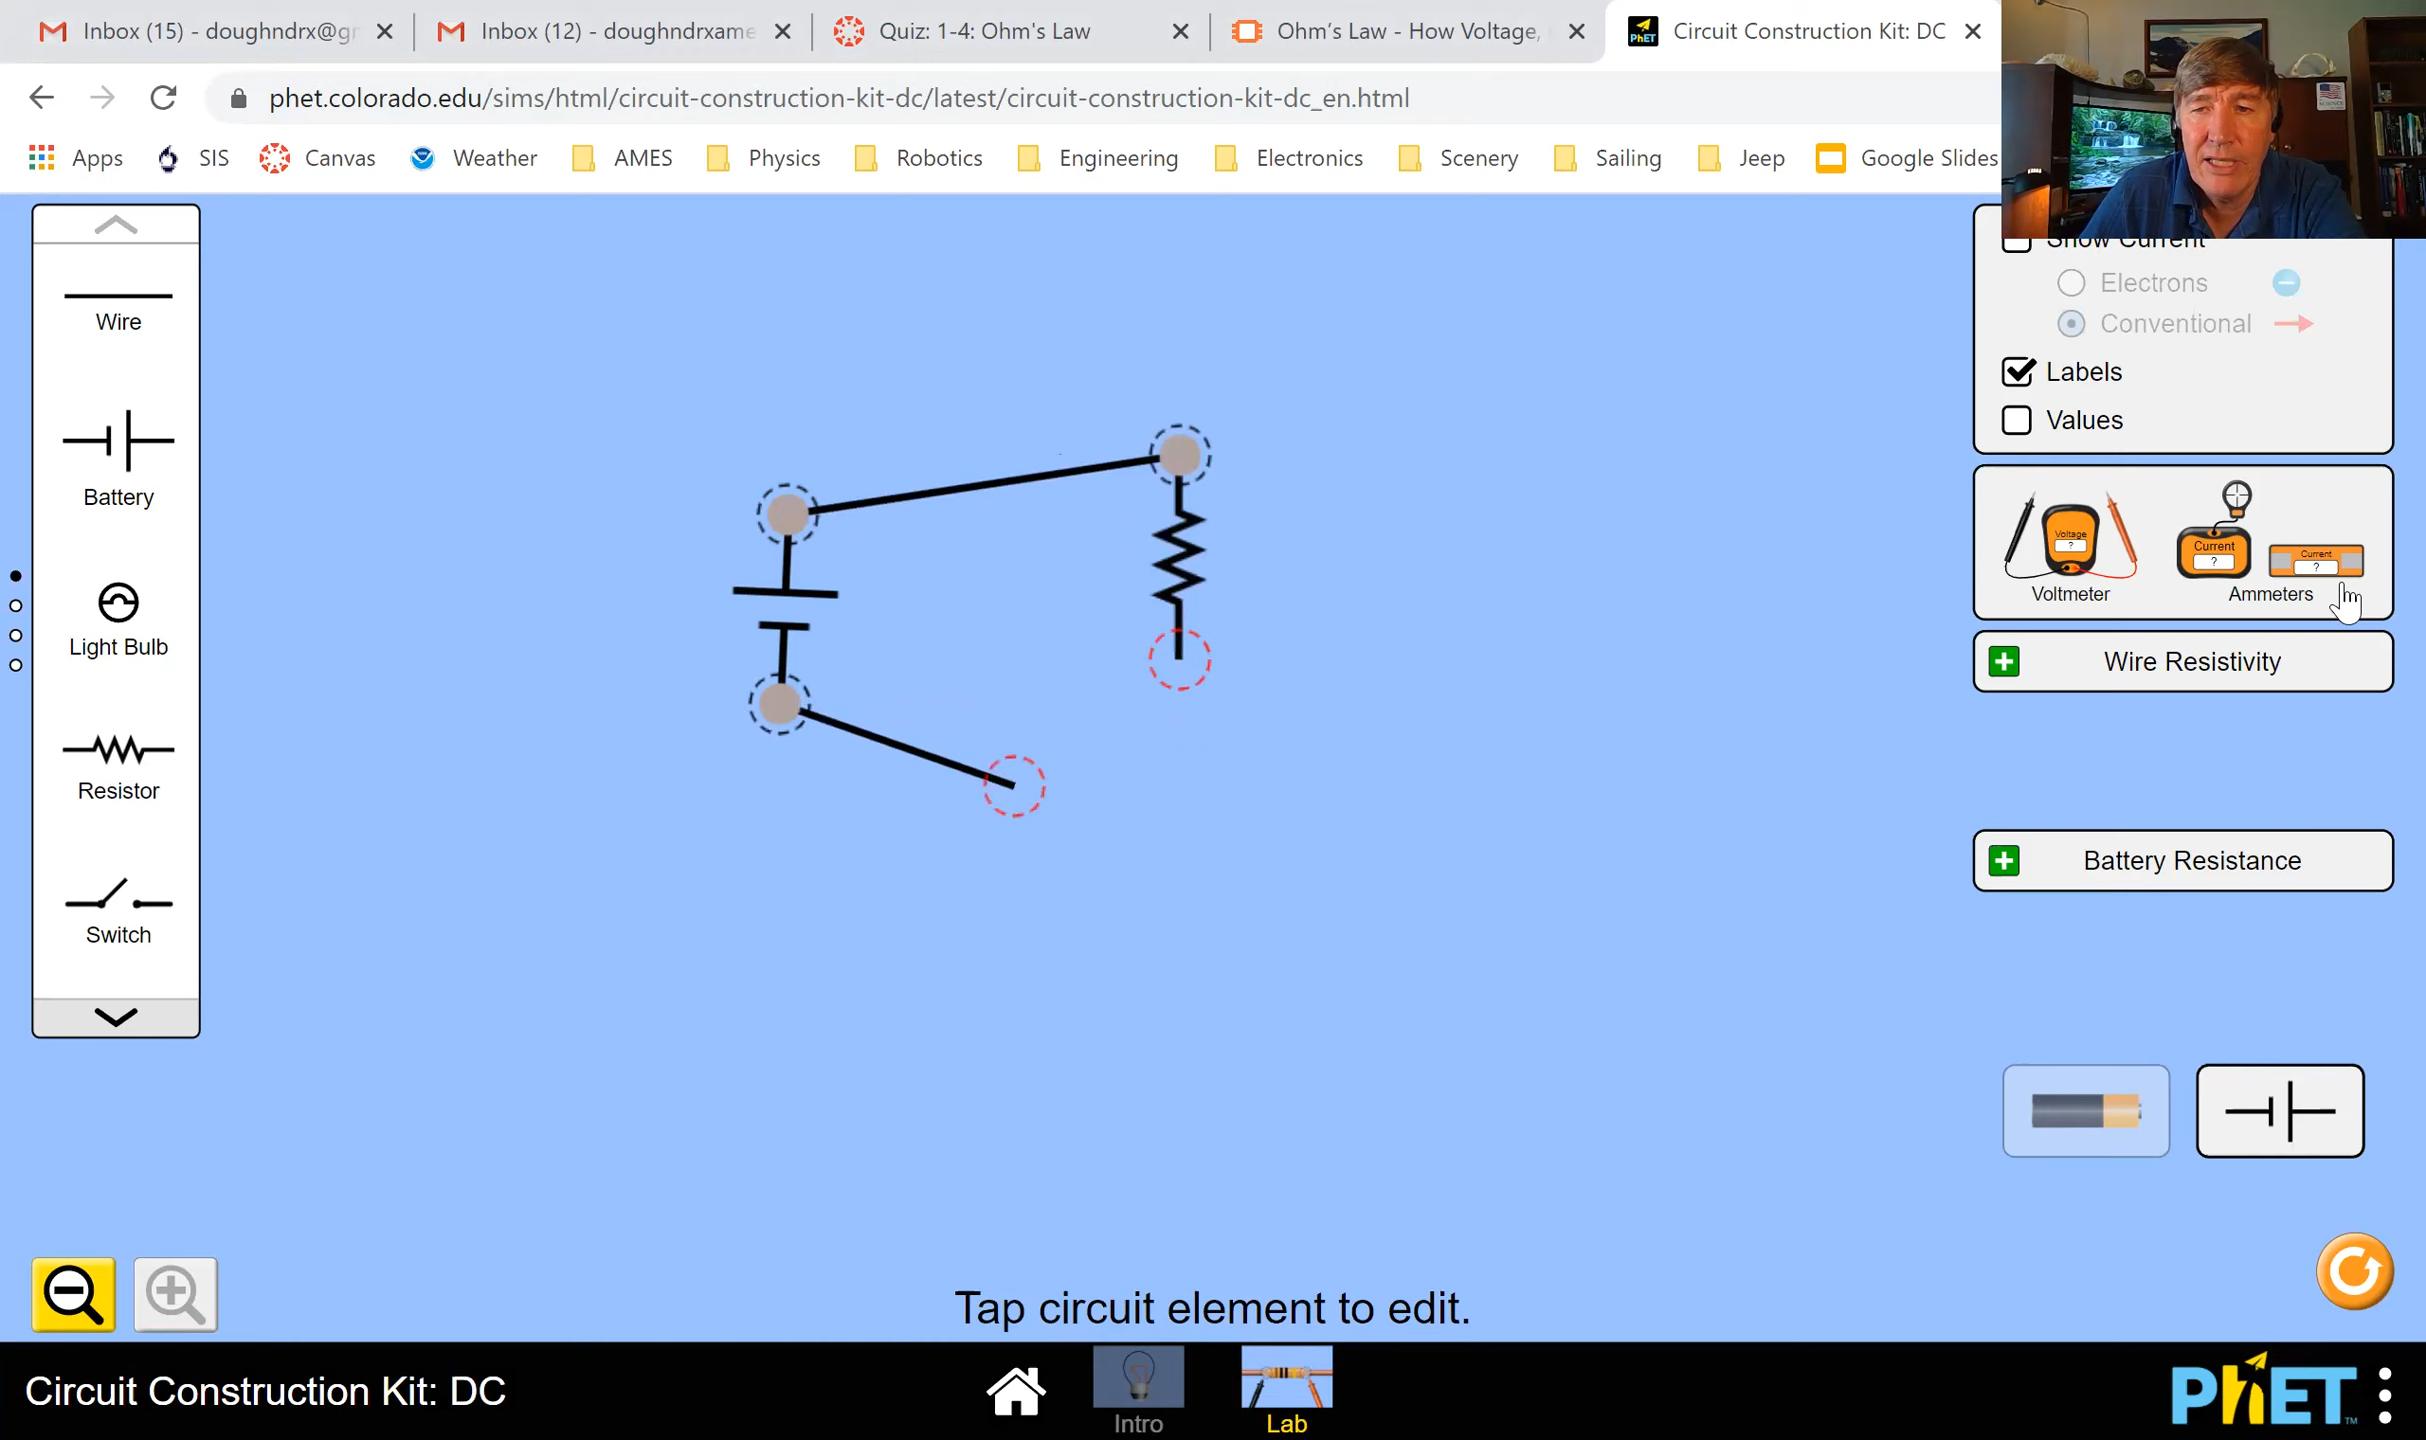 Inbox (15) - doughndrx@gr
Inbox (12) - doughndrxame
Quiz: 1-4: Ohm's Law
Ohm's Law - How Voltage,
Circuit Construction Kit: DC
phet.colorado.edu/sims/html/circuit-construction-kit-dc/latest/circuit-construction-kit-dc_en.html
Apps SIS Canvas Weather AMES Physics Robotics Engineering Electronics Scenery Sailing Jeep Google Slides
Show Current
Electrons
Conventional
Labels
Values
Voltage
?
Current
?
Current
?
Voltmeter
Ammeters
Wire Resistivity
Battery Resistance
Wire
Battery
Light Bulb
Resistor
Switch
Tap circuit element to edit.
Circuit Construction Kit: DC
Intro
Lab
PhET